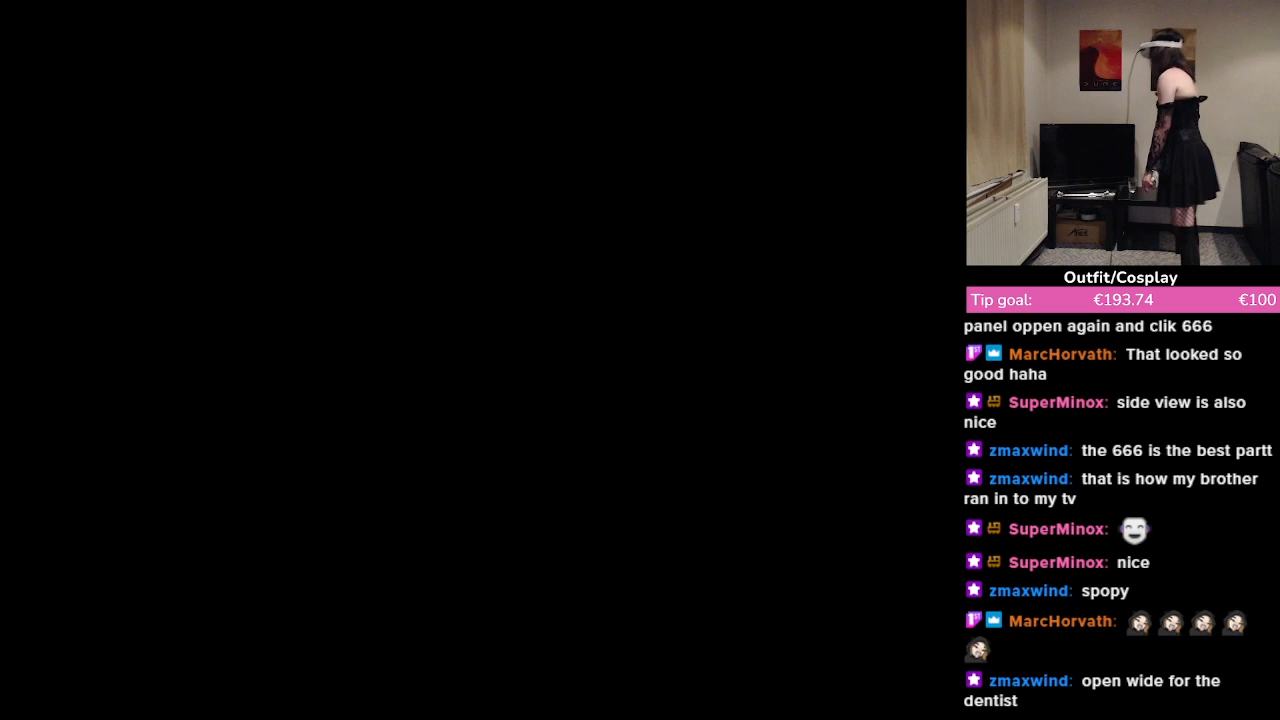 DUNE
Outfit/Cosplay
Tip goal: €193.74 €100
panel oppen again and clik 666
MarcHorvath: That looked so
good haha
SuperMinox: side view is also
nice
zmaxwind: the 666 is the best partt
zmaxwind: that is how my brother
ran in to my tv
SuperMinox:
SuperMinox: nice
zmaxwind: spopy
MarcHorvath:
zmaxwind: open wide for the
dentist